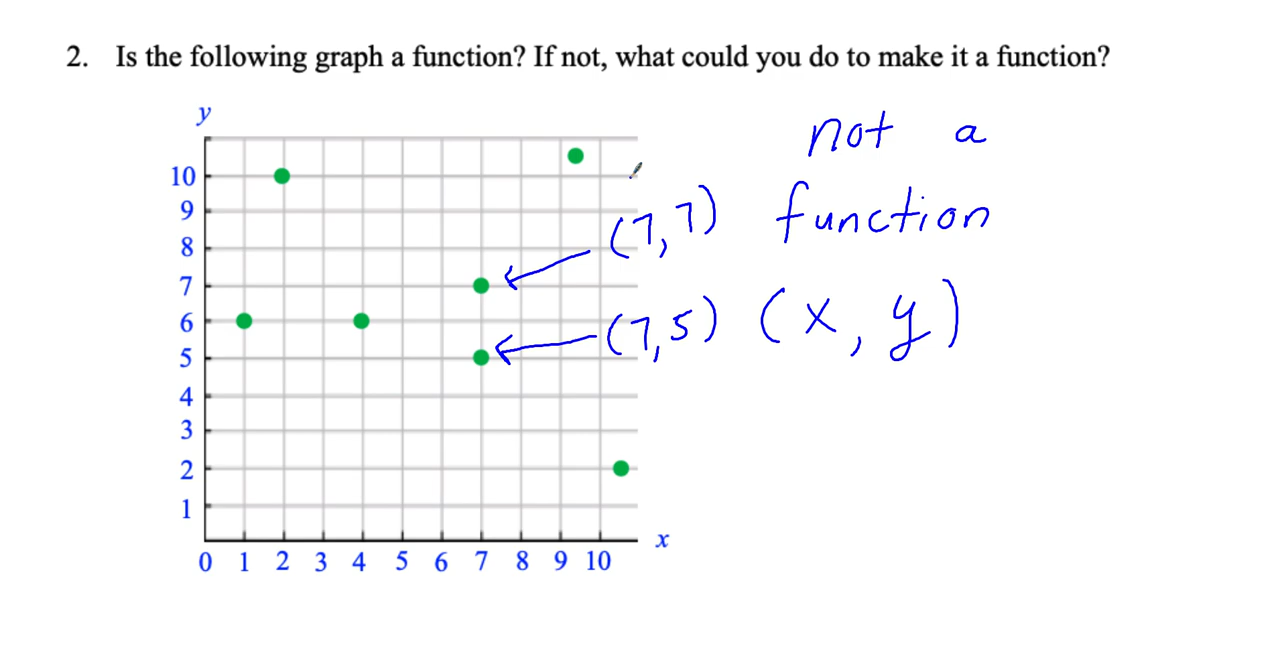 2. Is the following graph a function? If not, what could you do to make it a function?
y
not a
10
(7,7) function
9
8
7
6
(7,5) (x, y)
5
4
3
2
1
x
0 1 2 3 4 5 6 7 8 9 10